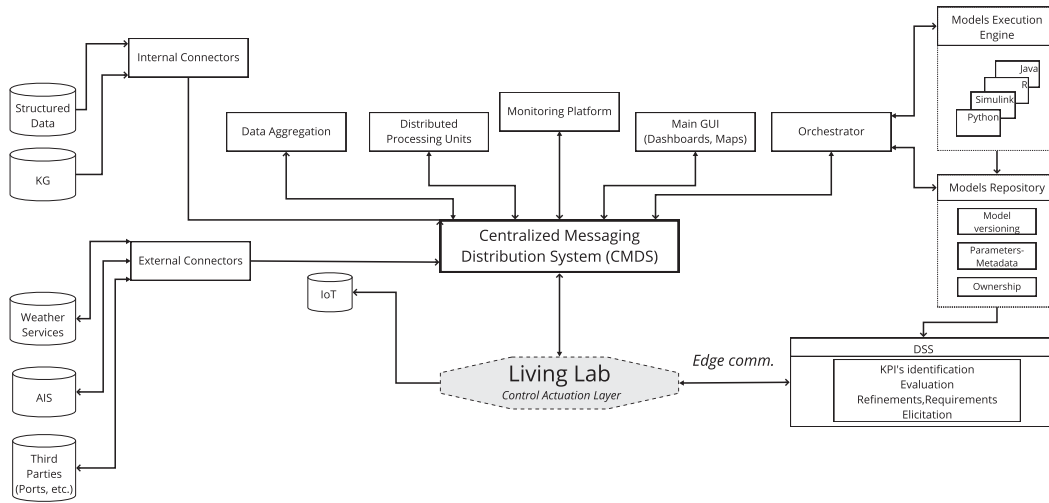 Models Execution
Engine
Java
R
Simulink
Python
Internal Connectors
Structured
Data
KG
Data Aggregation
Distributed
Processing Units
Monitoring Platform
Main GUI
(Dashboards, Maps)
Orchestrator
Models Repository
Model
versioning
Parameters-
Metadata
Ownership
Centralized Messaging
Distribution System (CMDS)
External Connectors
IoT
Weather
Services
AIS
Third
Parties
(Ports, etc.)
Living Lab
Control Actuation Layer
Edge comm.
DSS
KPI's identification
Evaluation
Refinements,Requirements
Elicitation